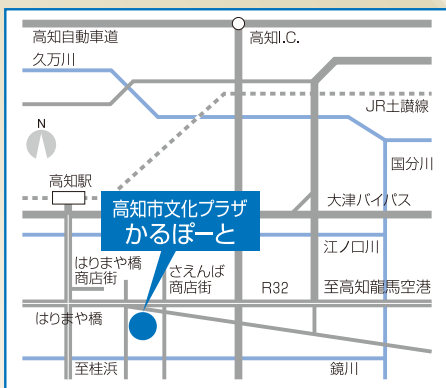 高知自動車道
高知I.C.
久万川
JR土讃線
N
国分川
高知駅
大津バイパス
高知市文化プラザ
かるぽーと
江ノ口川
はりまや橋
商店街
さえんば
商店街
R32
至高知龍馬空港
はりまや橋
至桂浜
鏡川